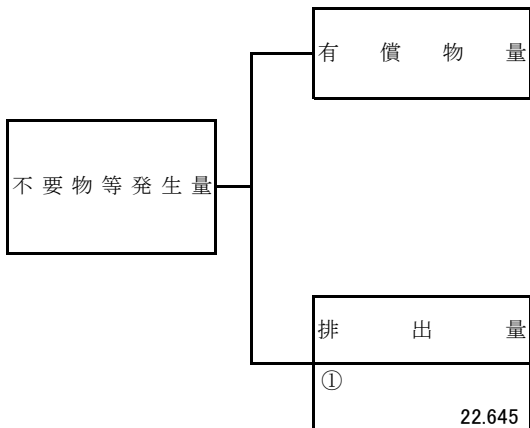 有償物量
不要物等発生量
排出量
①
22.645